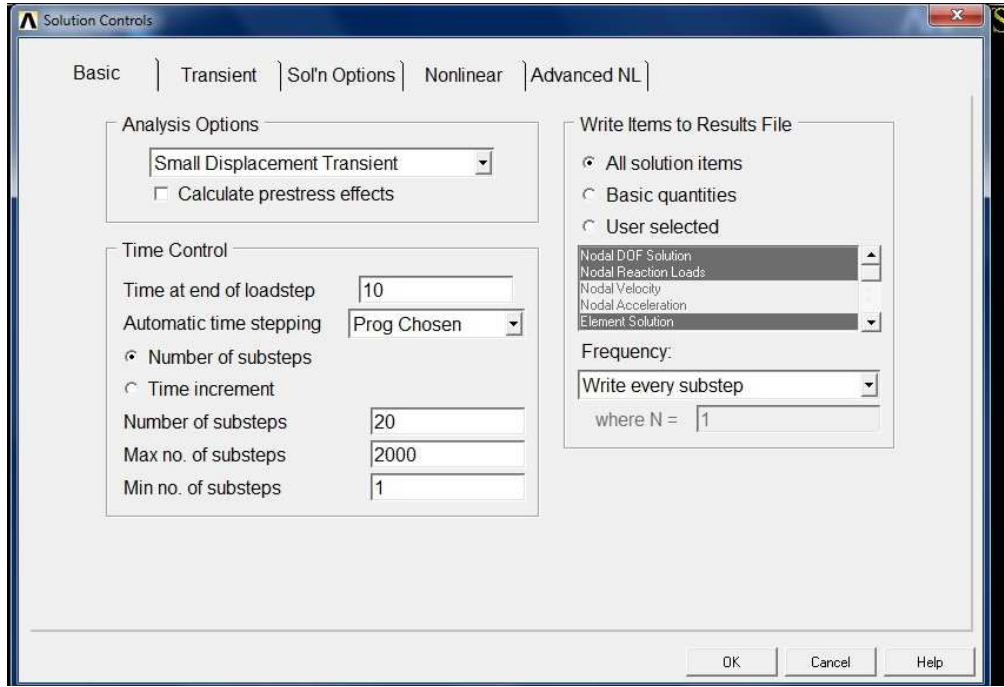 Solution Controls
Basic
Transient
Sol'n Options
Nonlinear
Advanced NL
Analysis Options
Small Displacement Transient
Calculate prestress effects
Time Control
Time at end of loadstep 10
Automatic time stepping Prog Chosen
Number of substeps
Time increment
Number of substeps 20
Max no. of substeps 2000
Min no. of substeps 1
Write Items to Results File
All solution items
Basic quantities
User selected
Nodal DOF Solution
Nodal Reaction Loads
Nodal Velocity
Nodal Acceleration
Element Solution
Frequency:
Write every substep
where N = 1
OK
Cancel
Help